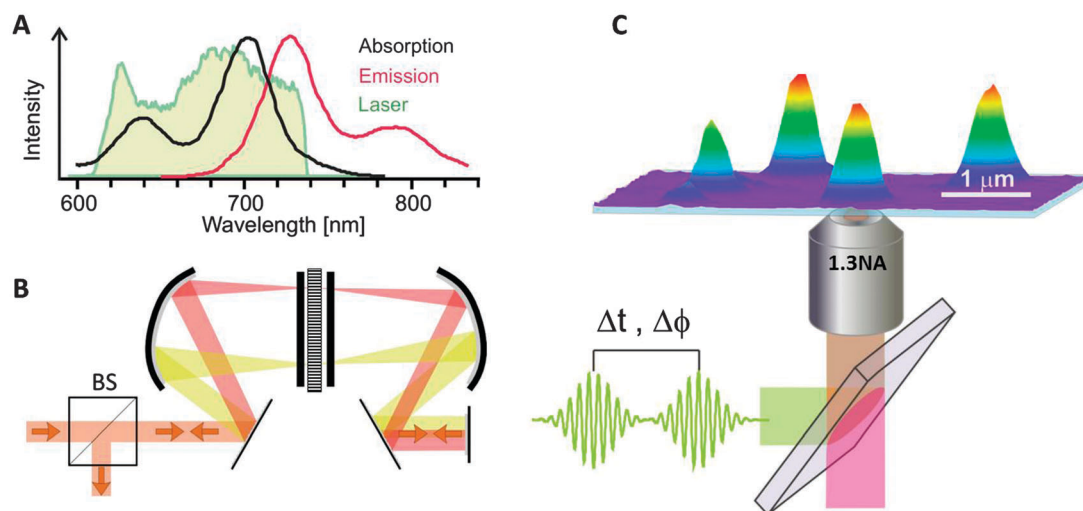 A
Intensity
Absorption
Emission
Laser
600
700
800
Wavelength [nm]
B
BS
C
1 μm
1.3NA
Δt , Δϕ